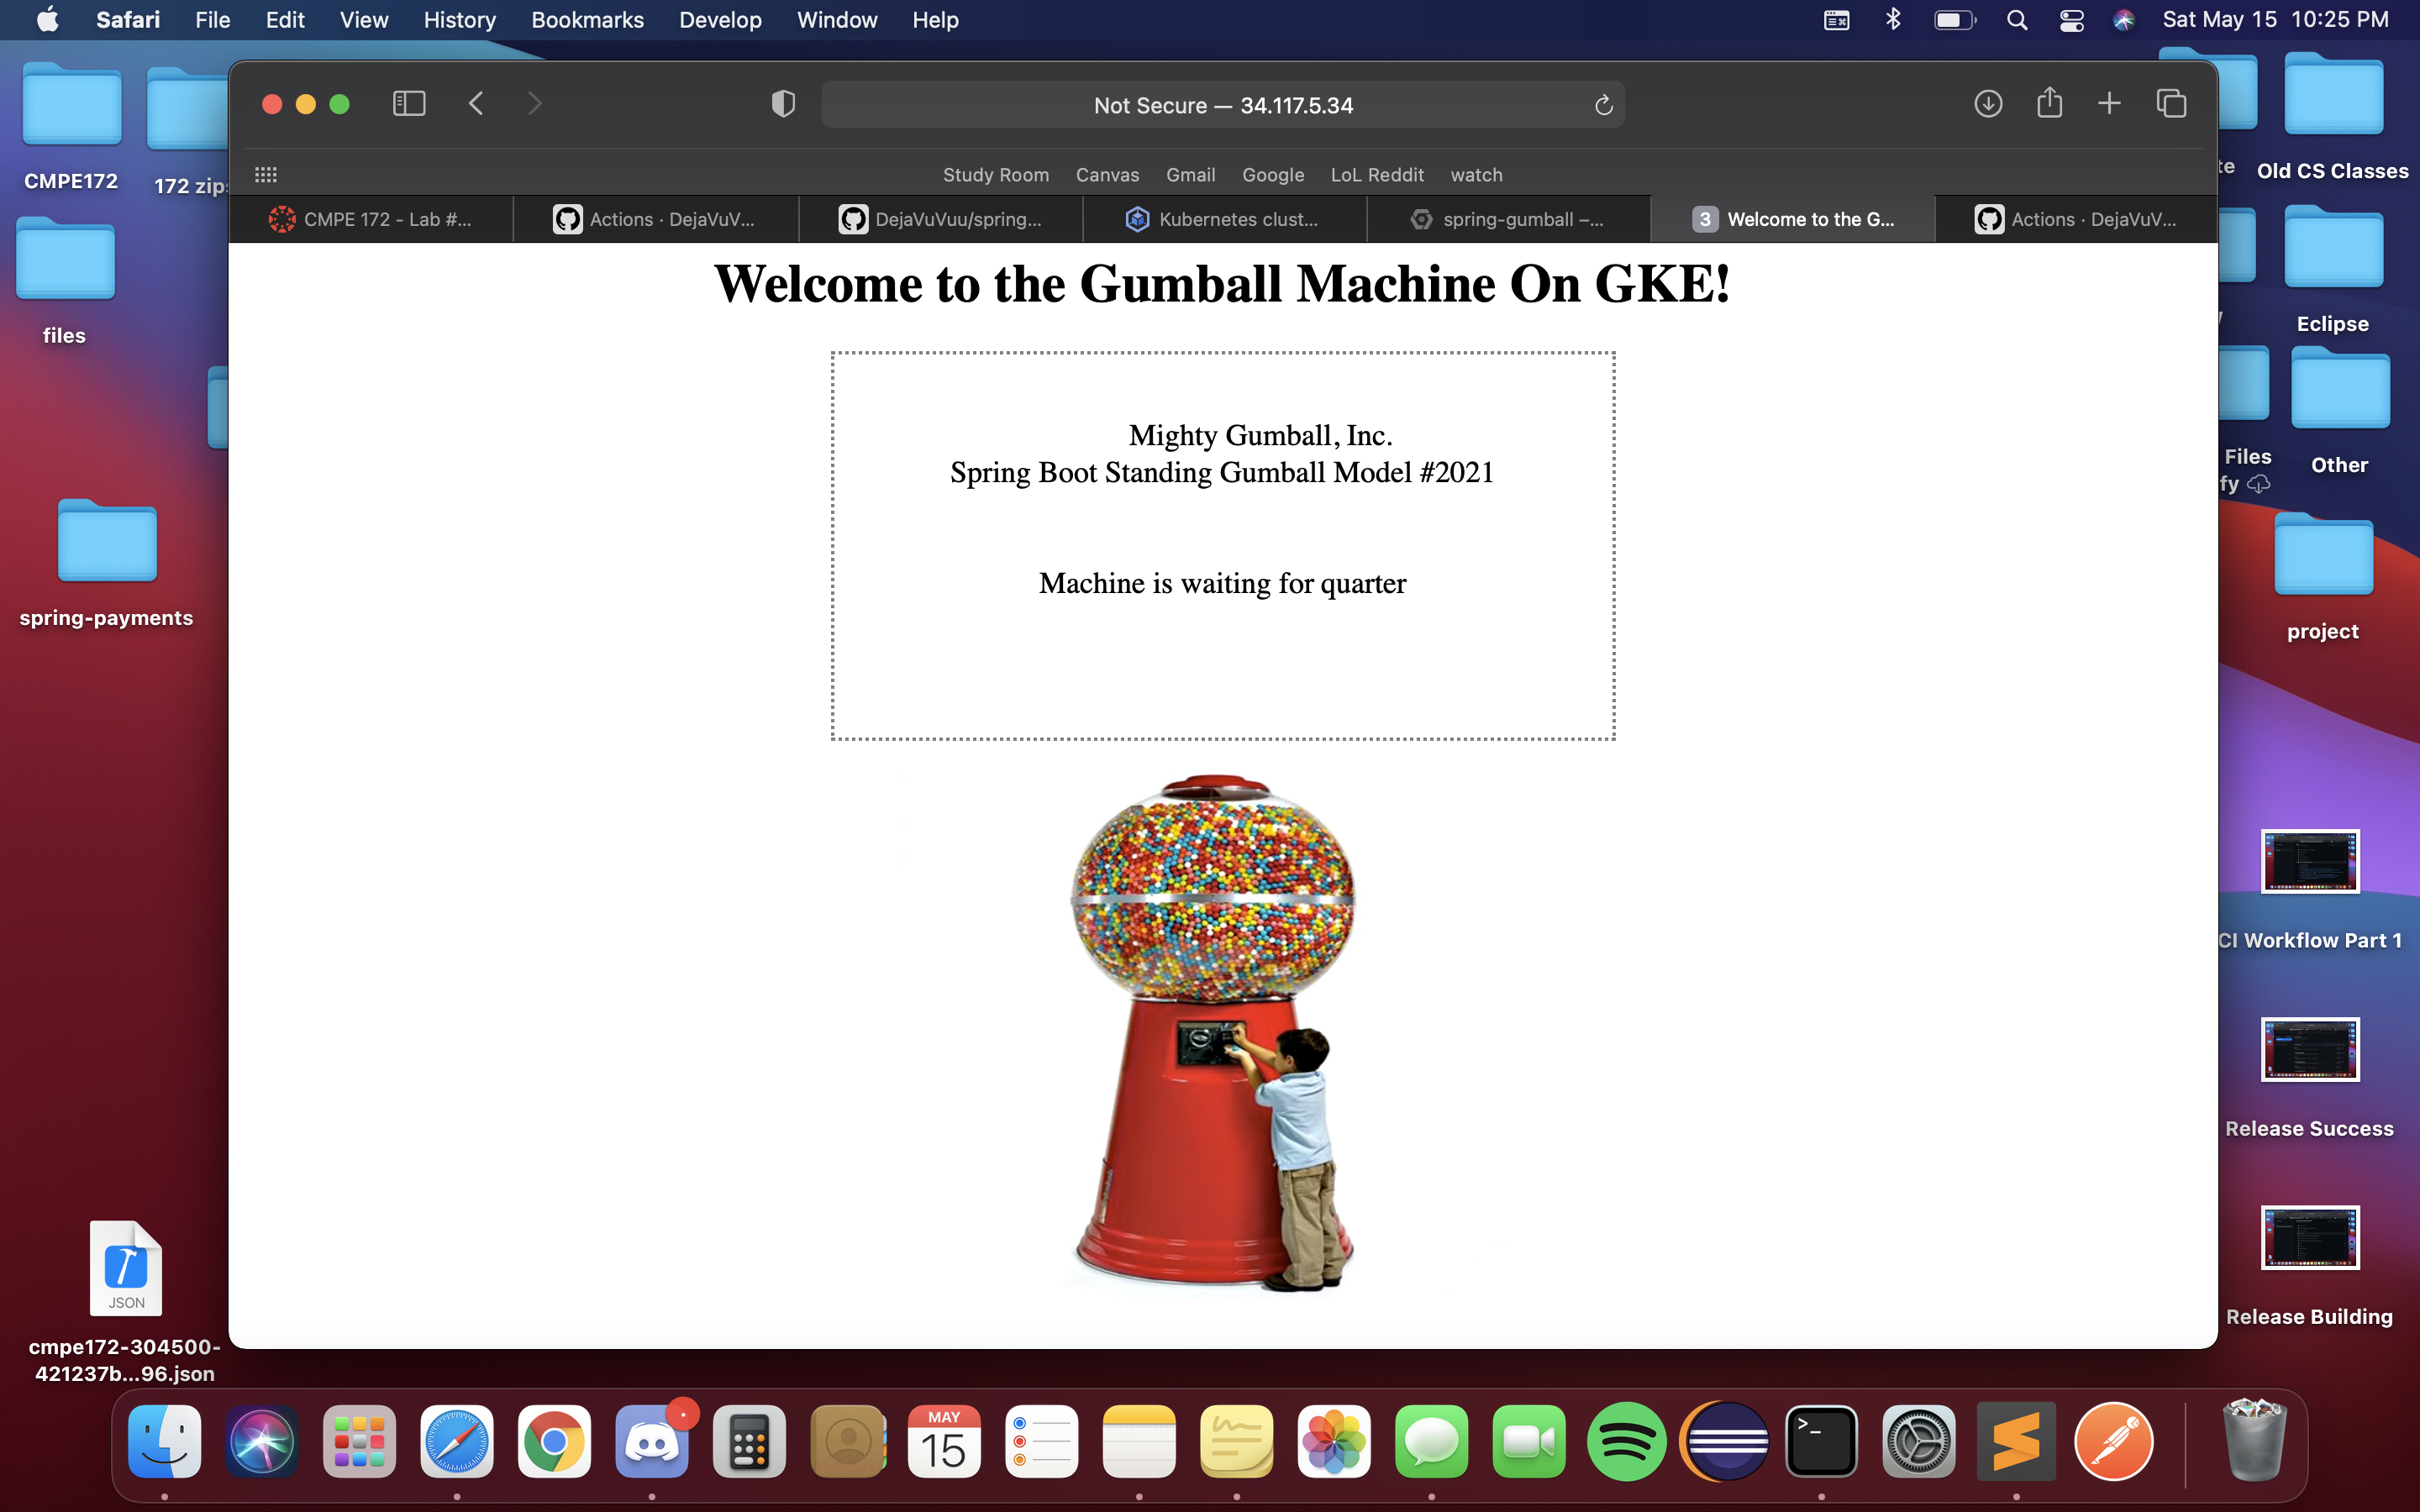 Safari File Edit View History Bookmarks Develop Window Help
Sat May 15 10:25 PM
Not Secure — 34.117.5.34
Study Room Canvas Gmail Google LoL Reddit watch
CMPE 172 - Lab #...
Actions · DejaVuV...
DejaVuVuu/spring...
Kubernetes clust...
spring-gumball –...
3 Welcome to the G...
Actions · DejaVuV...
Welcome to the Gumball Machine On GKE!
Mighty Gumball, Inc.
Spring Boot Standing Gumball Model #2021
Machine is waiting for quarter
CMPE172
172 zips
files
spring-payments
JSON
cmpe172-304500-
421237b...96.json
te
Old CS Classes
Eclipse
Files
fy
Other
project
CI Workflow Part 1
Release Success
Release Building
MAY
15